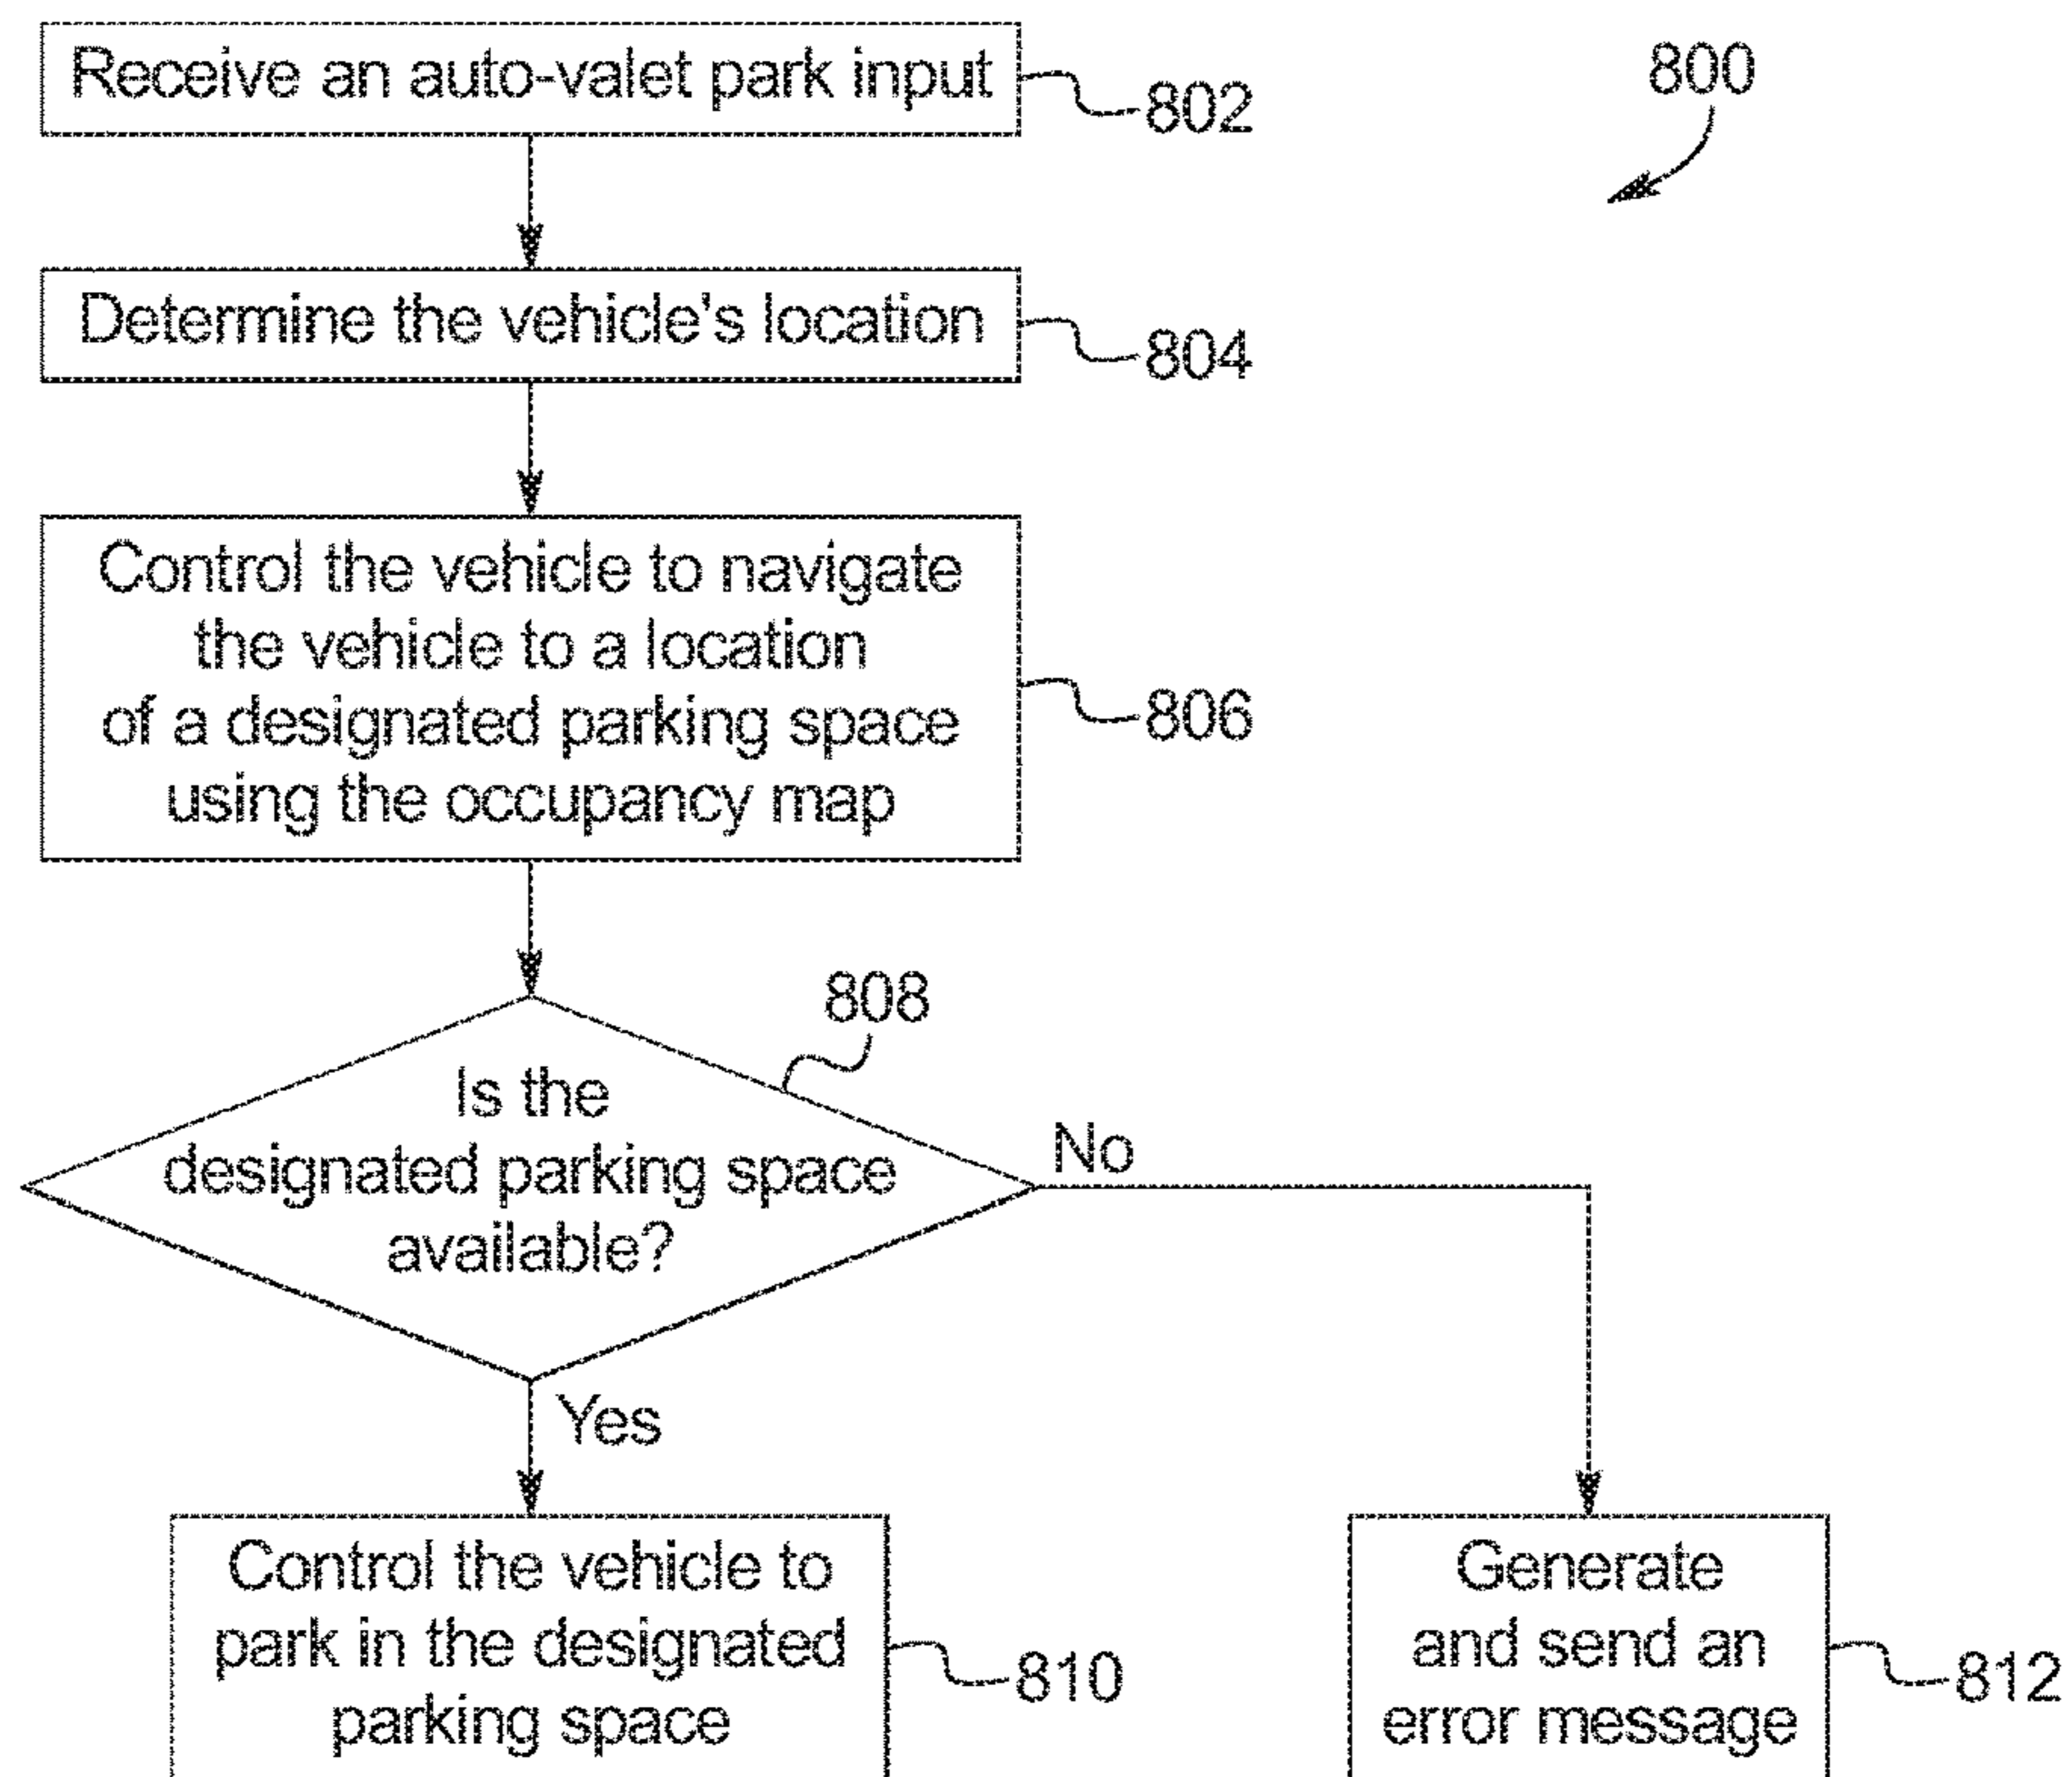 Receive an auto-valet park input
802
800
Determine the vehicle's location
804
Control the vehicle to navigate
the vehicle to a location
of a designated parking space
using the occupancy map
806
808
Is the
designated parking space
available?
No
Yes
Control the vehicle to
park in the designated
parking space
810
Generate
and send an
error message
812